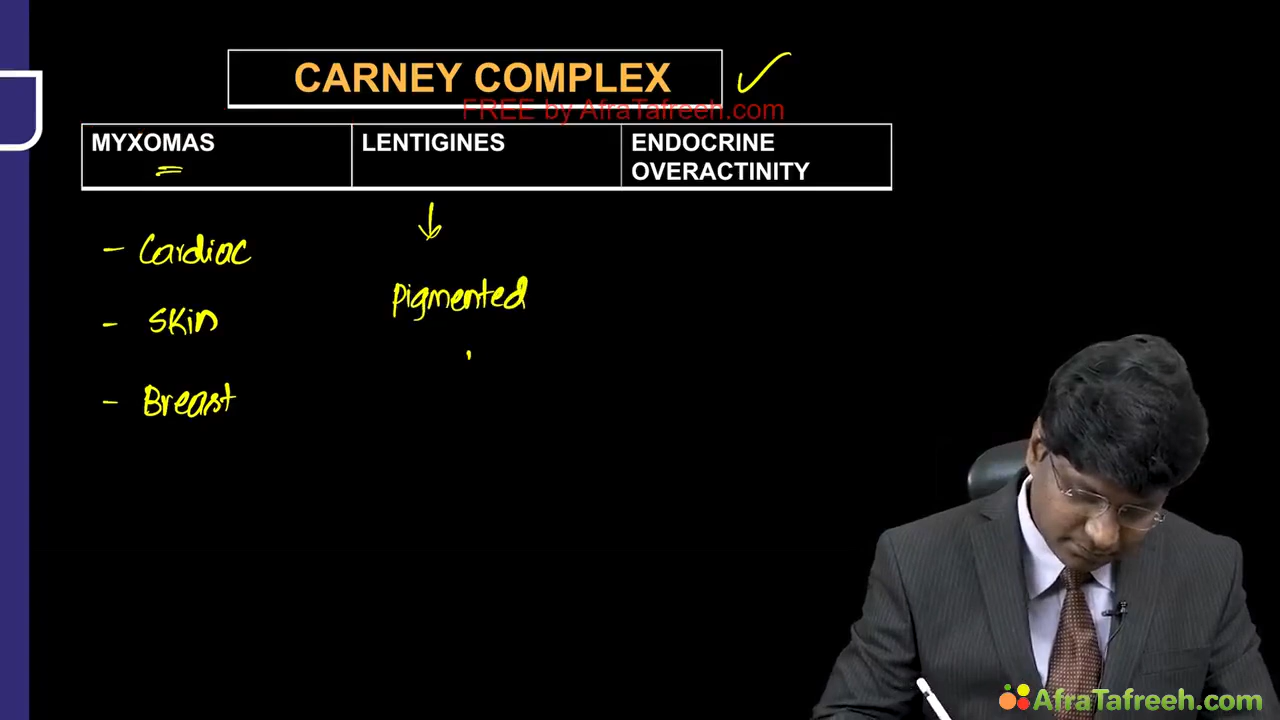 CARNEY COMPLEX
FREE by AfraTafreeh.com
MYXOMAS
LENTIGINES
ENDOCRINE
OVERACTINITY
- Cardiac
- Skin
- Breast
Pigmented
AfraTafreeh.com